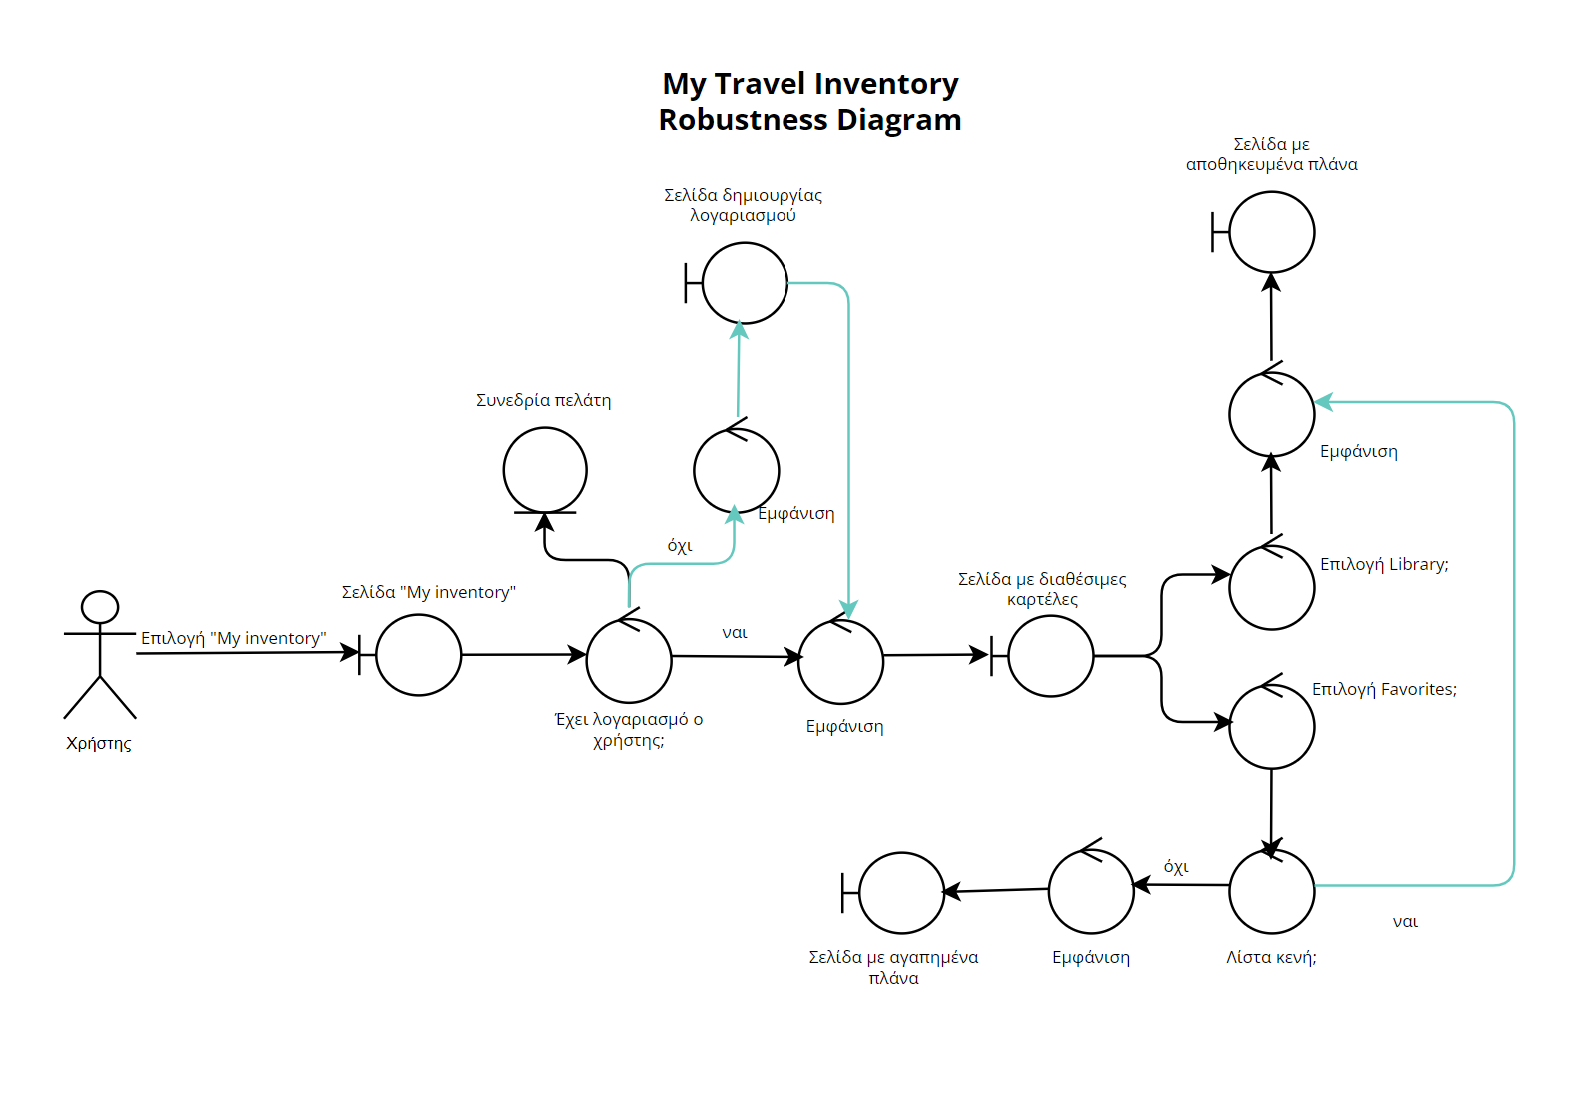 My Travel Inventory
Robustness Diagram
Σελίδα με
αποθηκευμένα πλάνα
Σελίδα δημιουργίας
λογαριασμού
Συνεδρία πελάτη
Εμφάνιση
Εμφάνιση
όχι
Επιλογή Library;
Σελίδα "My inventory"
Σελίδα με διαθέσιμες
καρτέλες
Επιλογή "My inventory"
ναι
Επιλογή Favorites;
Έχει λογαριασμό ο
χρήστης;
Εμφάνιση
Χρήστης
όχι
ναι
Σελίδα με αγαπημένα
πλάνα
Εμφάνιση
Λίστα κενή;